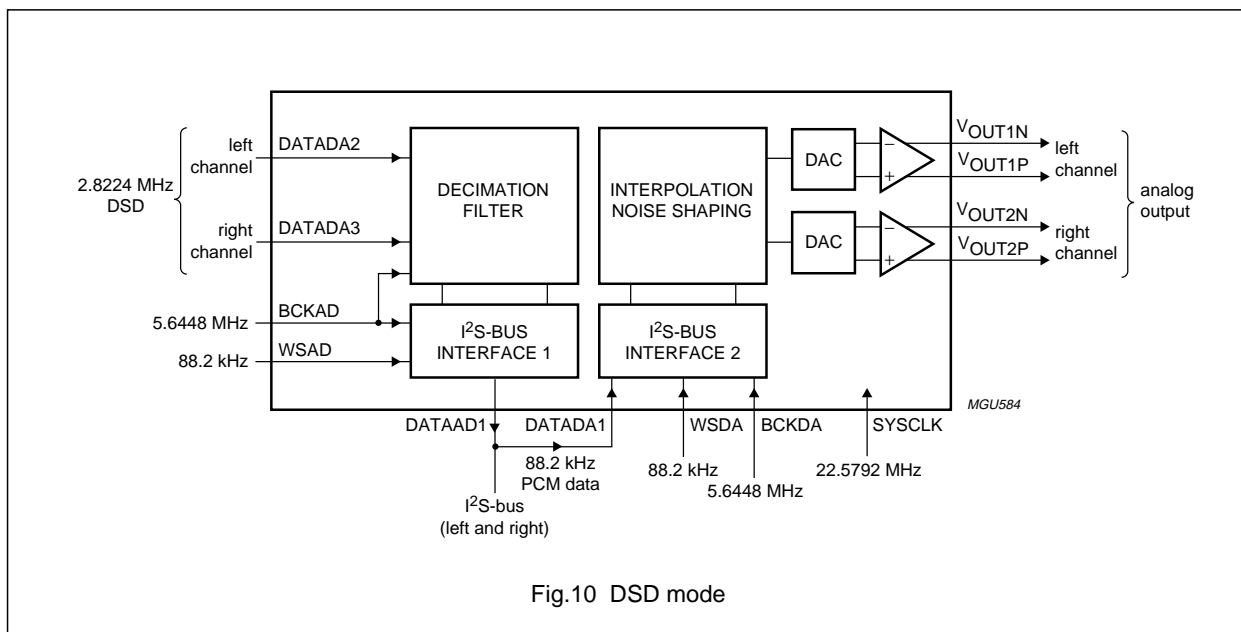 left
channel
DATADA2
2.8224 MHz
DSD
right
channel
DATADA3
BCKAD
5.6448 MHz
WSAD
88.2 kHz
DECIMATION
FILTER
I2S-BUS
INTERFACE 1
INTERPOLATION
NOISE SHAPING
I2S-BUS
INTERFACE 2
DAC
−
+
DAC
−
+
VOUT1N
left
channel
VOUT1P
VOUT2N
right
channel
VOUT2P
analog
output
MGU584
DATAAD1
DATADA1
WSDA
BCKDA
SYSCLK
88.2 kHz
PCM data
88.2 kHz
5.6448 MHz
22.5792 MHz
I2S-bus
(left and right)
Fig.10 DSD mode